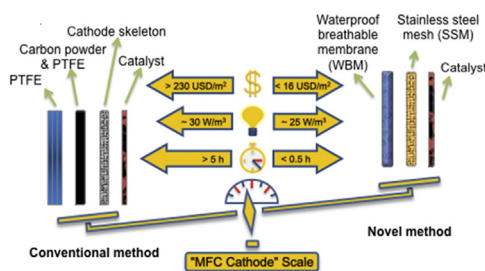 Cathode skeleton
Carbon powder
& PTFE
PTFE
Catalyst
Waterproof
breathable
membrane
(WBM)
Stainless steel
mesh (SSM)
Catalyst
> 230 USD/m²
$
< 16 USD/m²
~ 30 W/m³
~ 25 W/m³
> 5 h
< 0.5 h
Conventional method
Novel method
"MFC Cathode" Scale